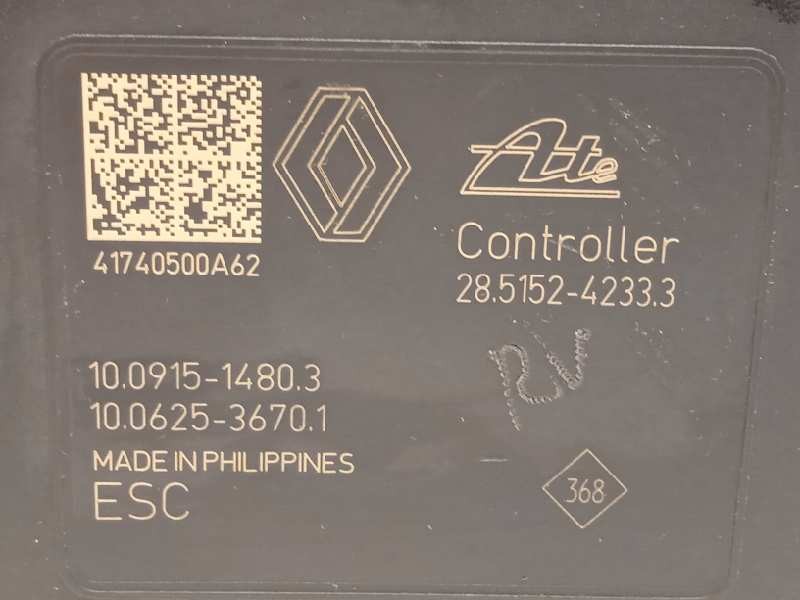 Ate
41740500A62
Controller
28.5152-4233.3
RV
10.0915-1480.3
10.0625-3670.1
MADE IN PHILIPPINES
ESC
368